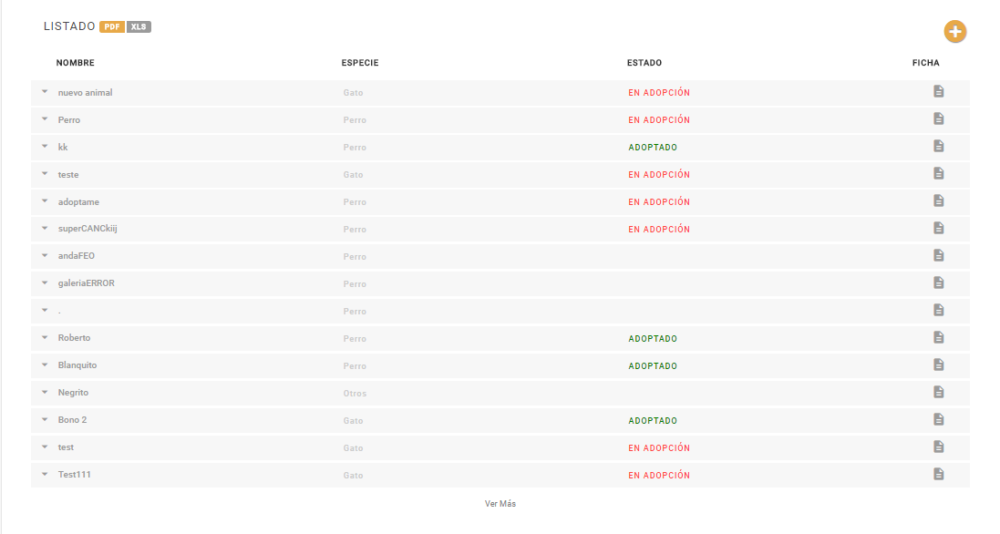 LISTADO PDF XLS
NOMBRE ESPECIE ESTADO FICHA
nuevo animal Gato EN ADOPCIÓN
Perro Perro EN ADOPCIÓN
kk Perro ADOPTADO
teste Gato EN ADOPCIÓN
adoptame Perro EN ADOPCIÓN
superCANCkiij Perro EN ADOPCIÓN
andaFEO Perro
galeriaERROR Perro
. Perro
Roberto Perro ADOPTADO
Blanquito Perro ADOPTADO
Negrito Otros
Bono 2 Gato ADOPTADO
test Gato EN ADOPCIÓN
Test111 Gato EN ADOPCIÓN
Ver Más